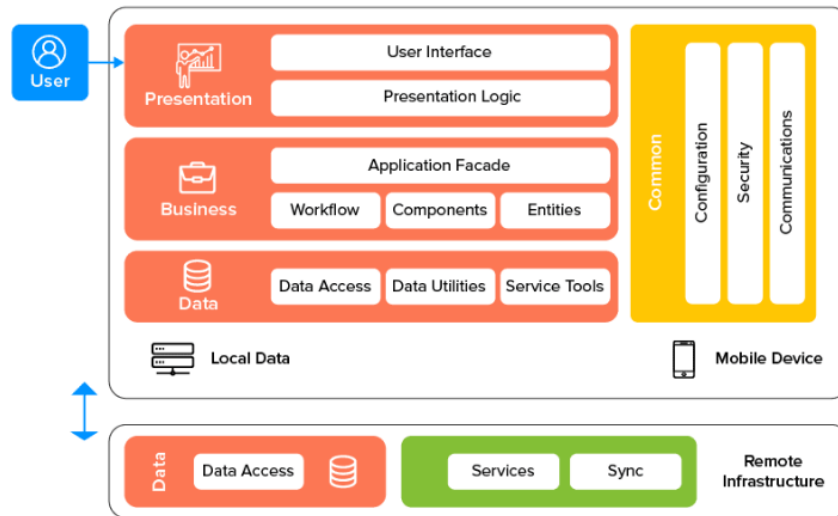 User
Presentation
User Interface
Presentation Logic
Business
Application Facade
Workflow
Components
Entities
Data
Data Access
Data Utilities
Service Tools
Common
Configuration
Security
Communications
Local Data
Mobile Device
Data
Data Access
Services
Sync
Remote
Infrastructure